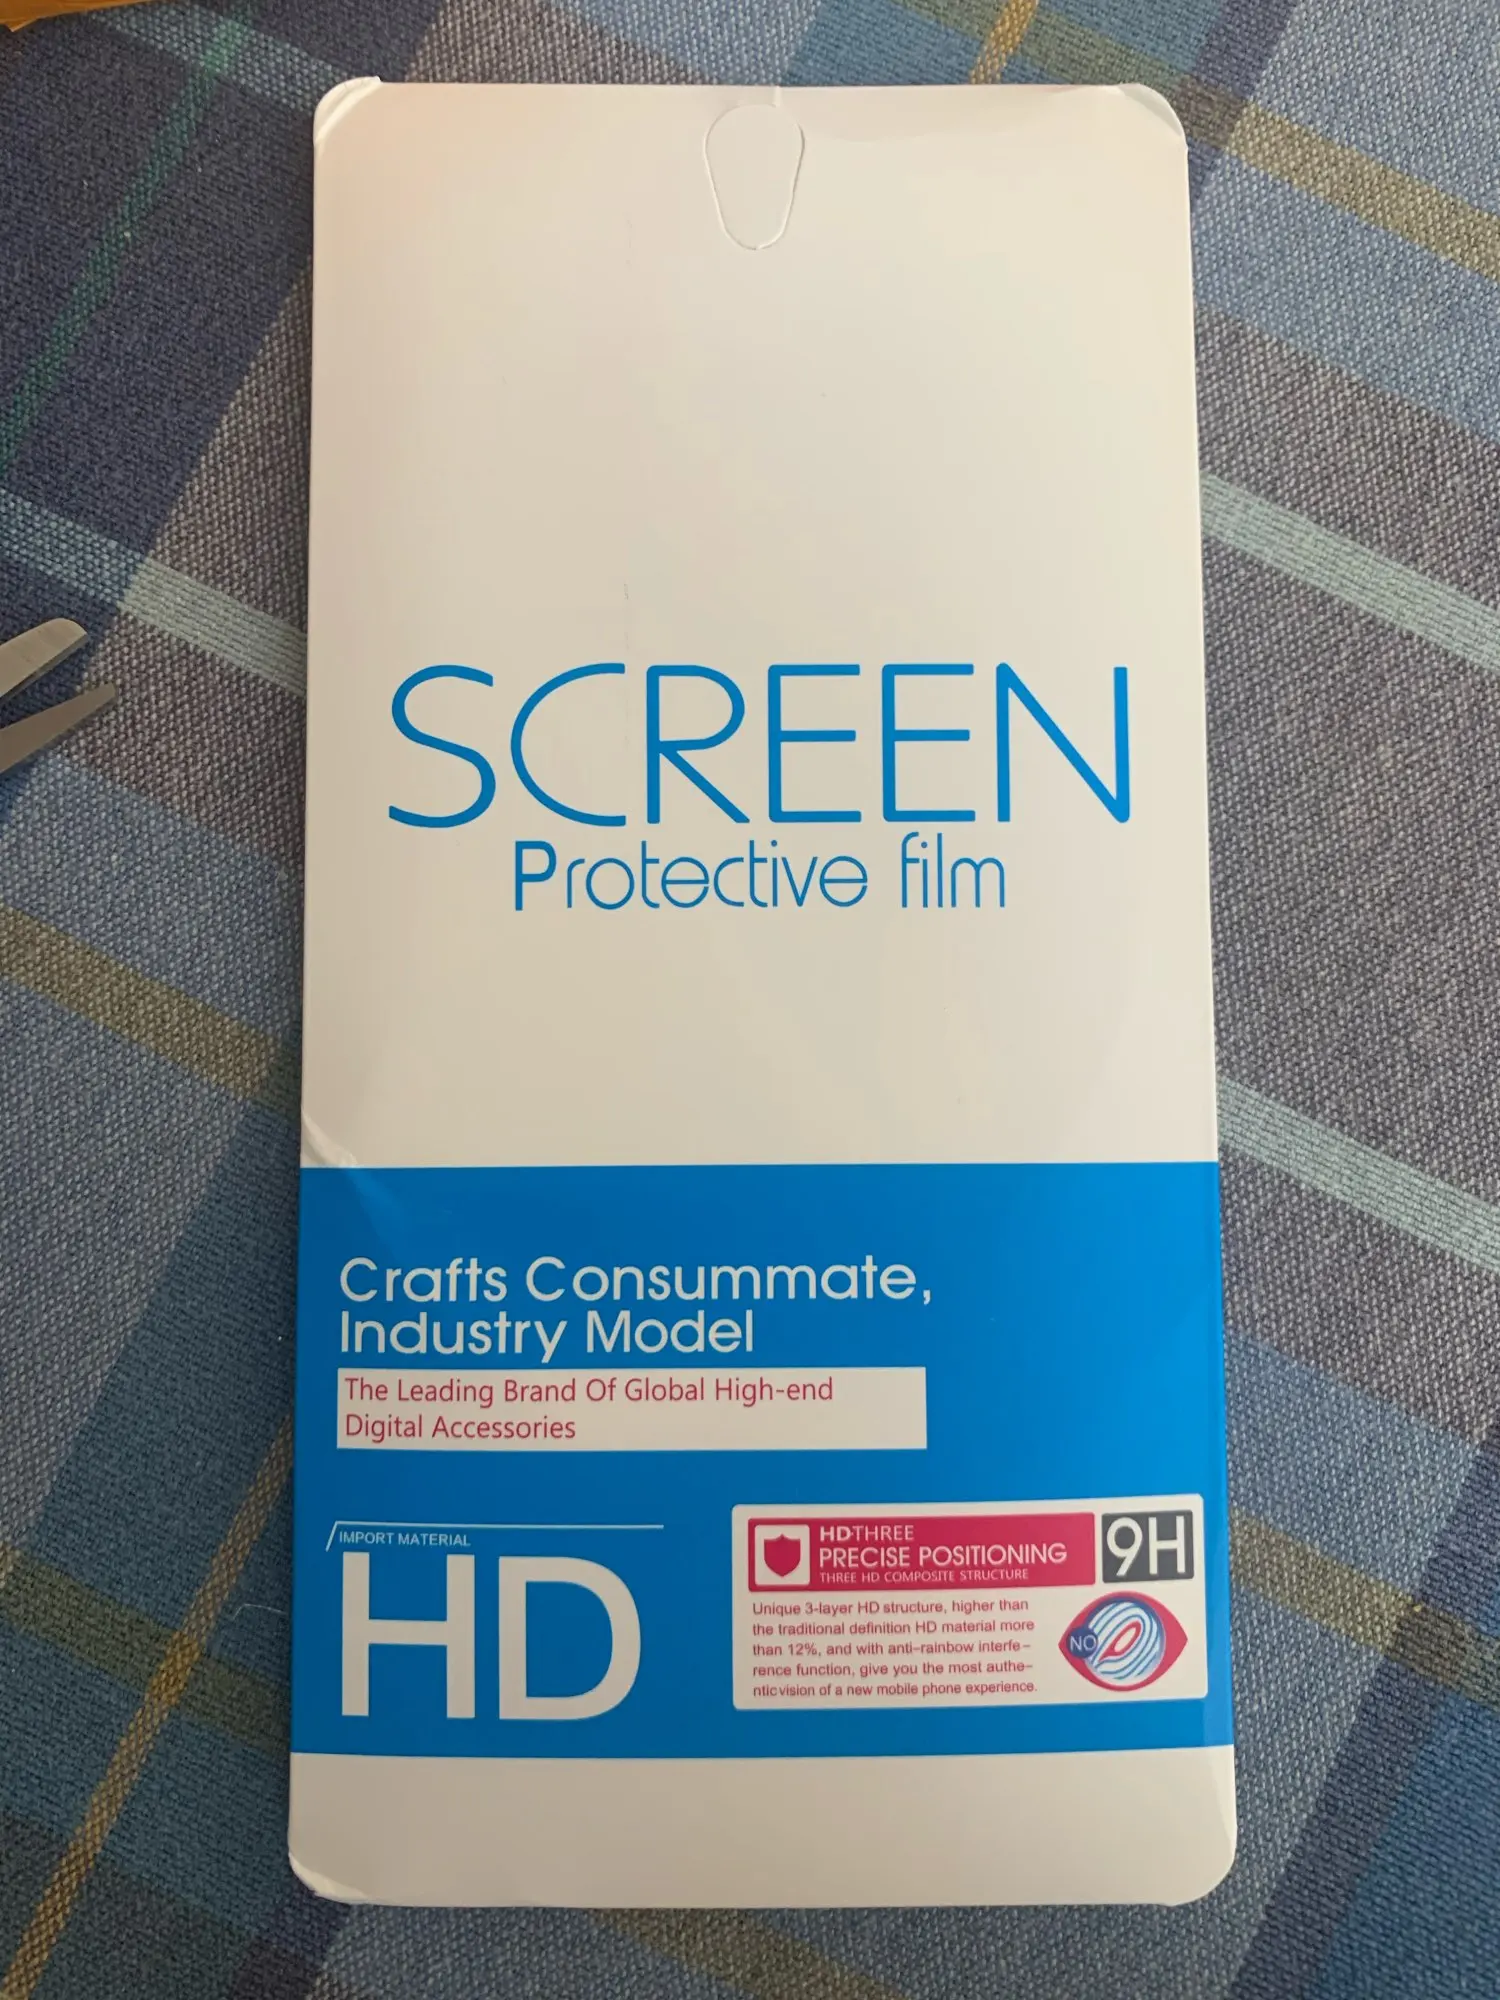 SCREEN
Protective film
Crafts Consummate,
Industry Model
The Leading Brand Of Global High-end
Digital Accessories
IMPORT MATERIAL
HD
HDTHREE
PRECISE POSITIONING
THREE HD COMPOSITE STRUCTURE
9H
Unique 3-layer HD structure, higher than
the traditional definition HD material more
than 12%, and with anti-rainbow interfe-
rence function, give you the most authe-
ntic vision of a new mobile phone experience.
NO